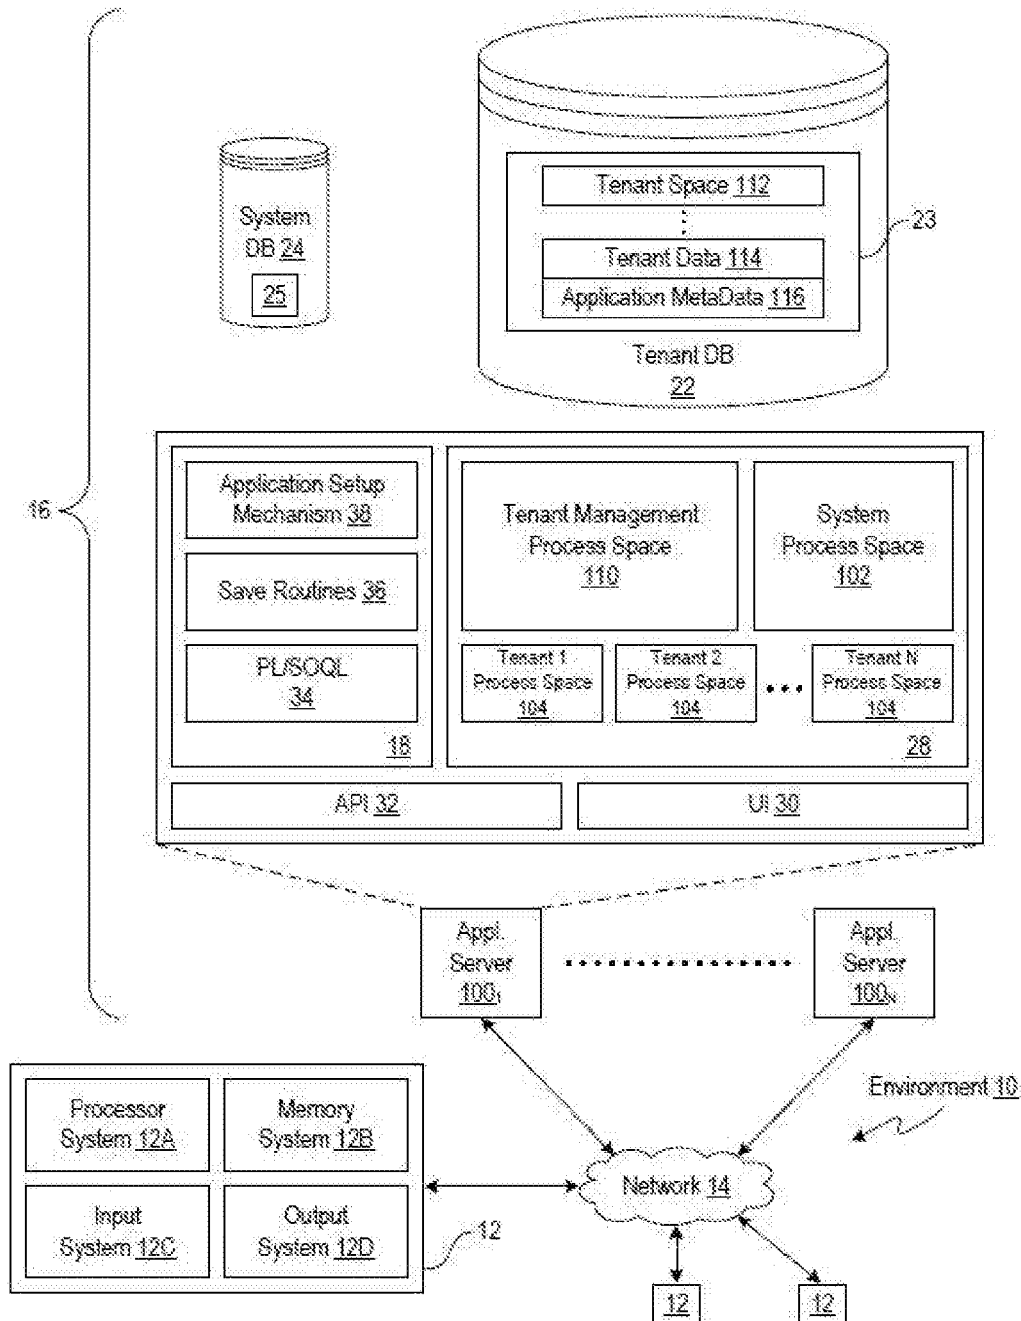 Tenant Space 112
23
System
DB 24
Tenant Data 114
25
Application MetaData 116
Tenant DB
22
16
Application Setup
Mechanism 38
Tenant Management
Process Space
110
System
Process Space
102
Save Routines 36
PL/SOQL
34
Tenant 1
Process Space
104
Tenant 2
Process Space
104
Tenant N
Process Space
104
18
28
API 32
UI 30
Appl.
Server
100₁
Appl.
Server
100N
Environment 10
Processor
System 12A
Memory
System 12B
Network 14
Input
System 12C
Output
System 12D
12
12
12